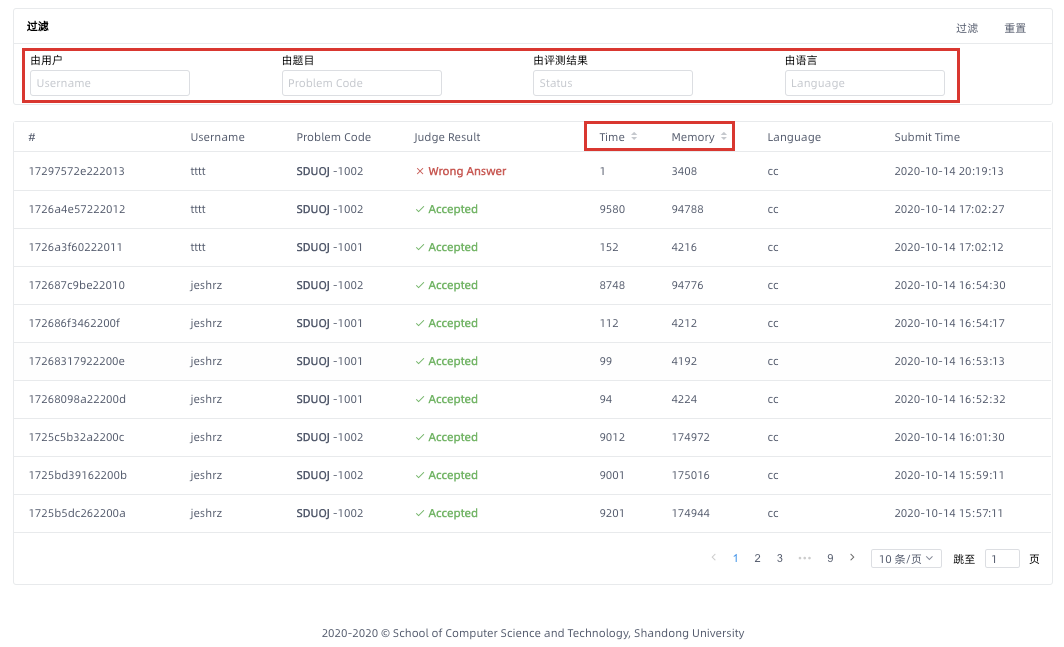 过滤 过滤 重置
由用户 由题目 由评测结果 由语言
Username Problem Code Status Language
# Username Problem Code Judge Result Time Memory Language Submit Time
17297572e222013 tttt SDUOJ -1002 Wrong Answer 1 3408 cc 2020-10-14 20:19:13
1726a4e57222012 tttt SDUOJ -1002 Accepted 9580 94788 cc 2020-10-14 17:02:27
1726a3f60222011 tttt SDUOJ -1001 Accepted 152 4216 cc 2020-10-14 17:02:12
172687c9be22010 jeshrz SDUOJ -1002 Accepted 8748 94776 cc 2020-10-14 16:54:30
172686f3462200f jeshrz SDUOJ -1001 Accepted 112 4212 cc 2020-10-14 16:54:17
17268317922200e jeshrz SDUOJ -1001 Accepted 99 4192 cc 2020-10-14 16:53:13
17268098a22200d jeshrz SDUOJ -1001 Accepted 94 4224 cc 2020-10-14 16:52:32
1725c5b32a2200c jeshrz SDUOJ -1002 Accepted 9012 174972 cc 2020-10-14 16:01:30
1725bd39162200b jeshrz SDUOJ -1002 Accepted 9001 175016 cc 2020-10-14 15:59:11
1725b5dc262200a jeshrz SDUOJ -1002 Accepted 9201 174944 cc 2020-10-14 15:57:11
1 2 3 ••• 9 10 条/页 跳至 1 页
2020-2020 © School of Computer Science and Technology, Shandong University